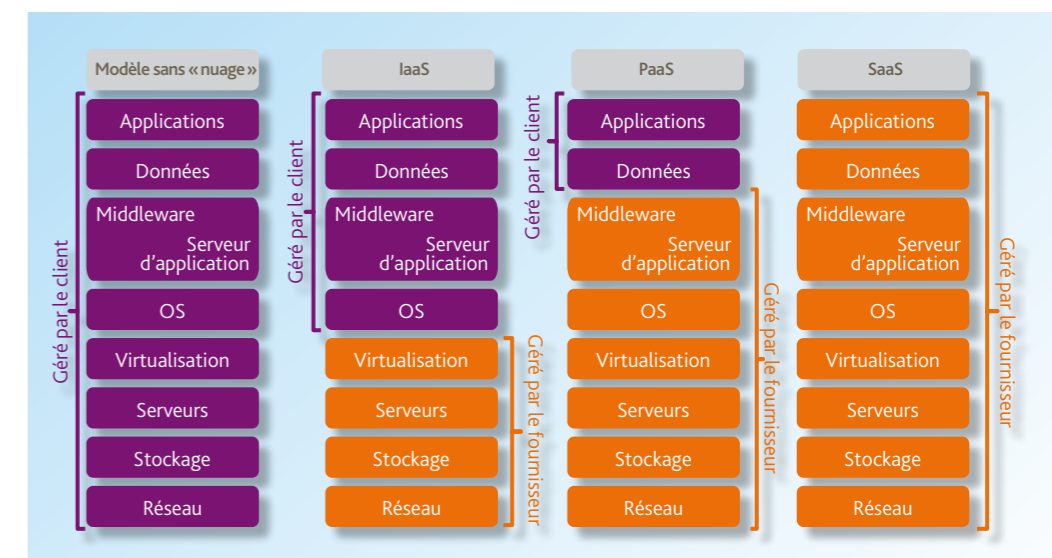 Modèle sans « nuage »
Géré par le client
Applications
Données
Middleware
Serveur
d’application
OS
Virtualisation
Serveurs
Stockage
Réseau
IaaS
Géré par le client
Applications
Données
Middleware
Serveur
d’application
OS
Virtualisation
Serveurs
Stockage
Réseau
Géré par le fournisseur
PaaS
Géré par le client
Applications
Données
Middleware
Serveur
d’application
OS
Virtualisation
Serveurs
Stockage
Réseau
Géré par le fournisseur
SaaS
Applications
Données
Middleware
Serveur
d’application
OS
Virtualisation
Serveurs
Stockage
Réseau
Géré par le fournisseur